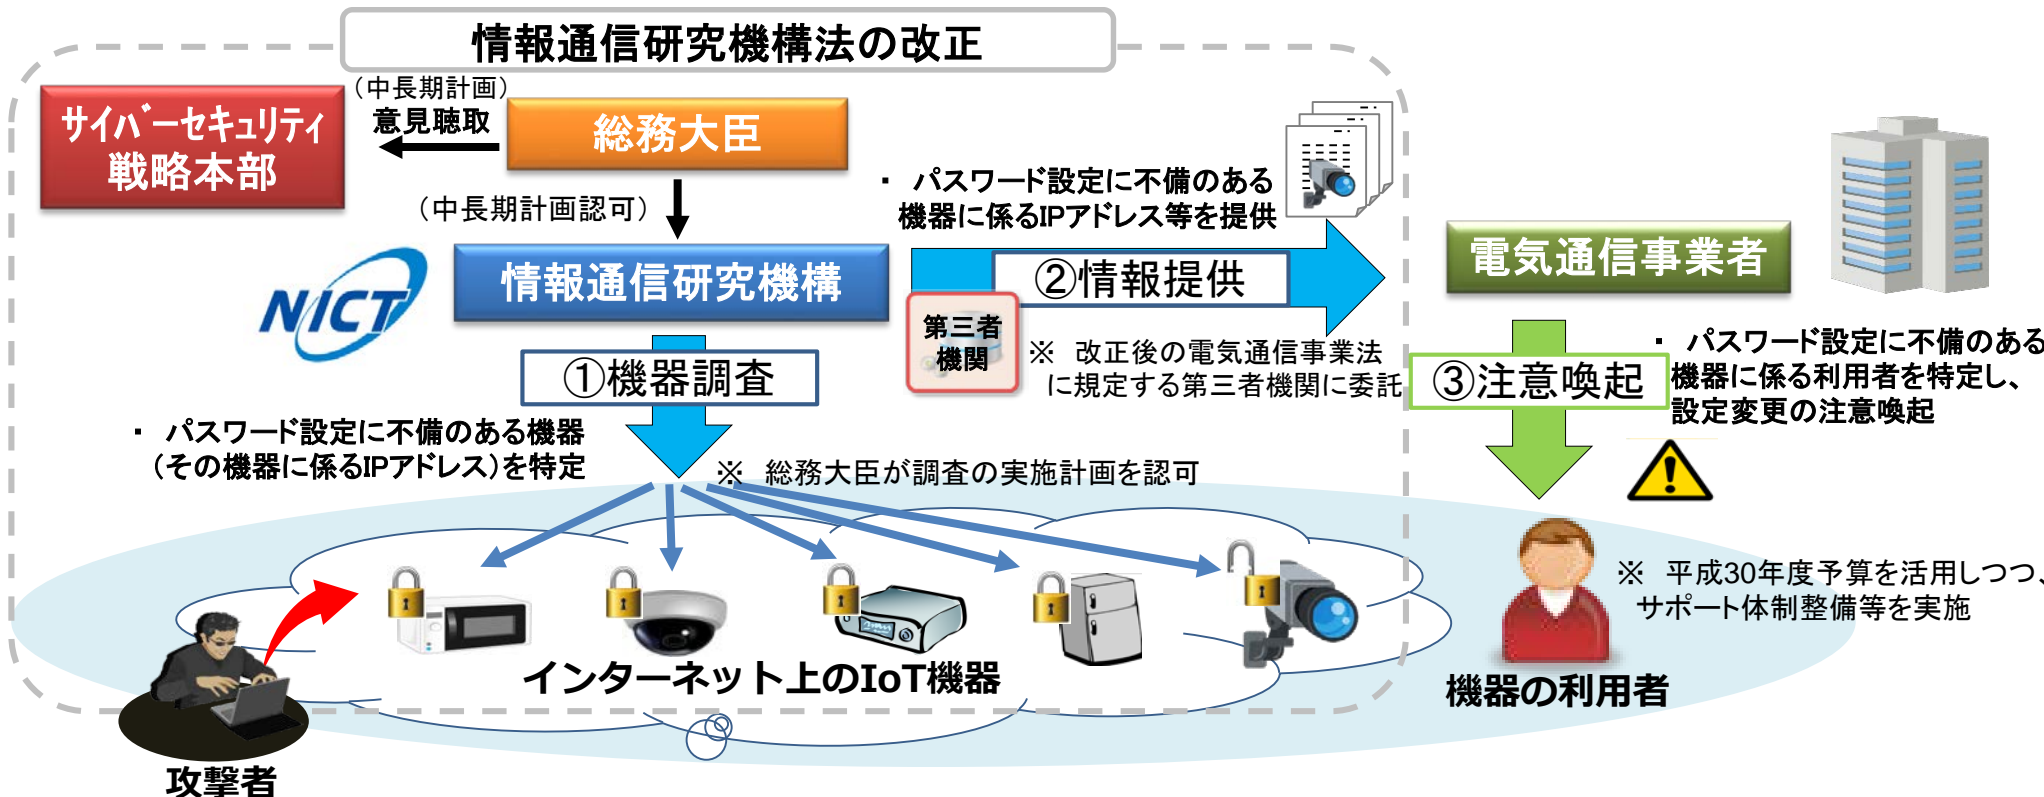 情報通信研究機構法の改正
サイバーセキュリティ
戦略本部
（中長期計画）
意見聴取
総務大臣
（中長期計画認可）
・ パスワード設定に不備のある
機器に係るIPアドレス等を提供
NICT
情報通信研究機構
②情報提供
第三者
機関
※ 改正後の電気通信事業法
に規定する第三者機関に委託
電気通信事業者
①機器調査
・ パスワード設定に不備のある機器
（その機器に係るIPアドレス）を特定
※ 総務大臣が調査の実施計画を認可
③注意喚起
・ パスワード設定に不備のある
機器に係る利用者を特定し、
設定変更の注意喚起
インターネット上のIoT機器
攻撃者
※ 平成30年度予算を活用しつつ、
サポート体制整備等を実施
機器の利用者